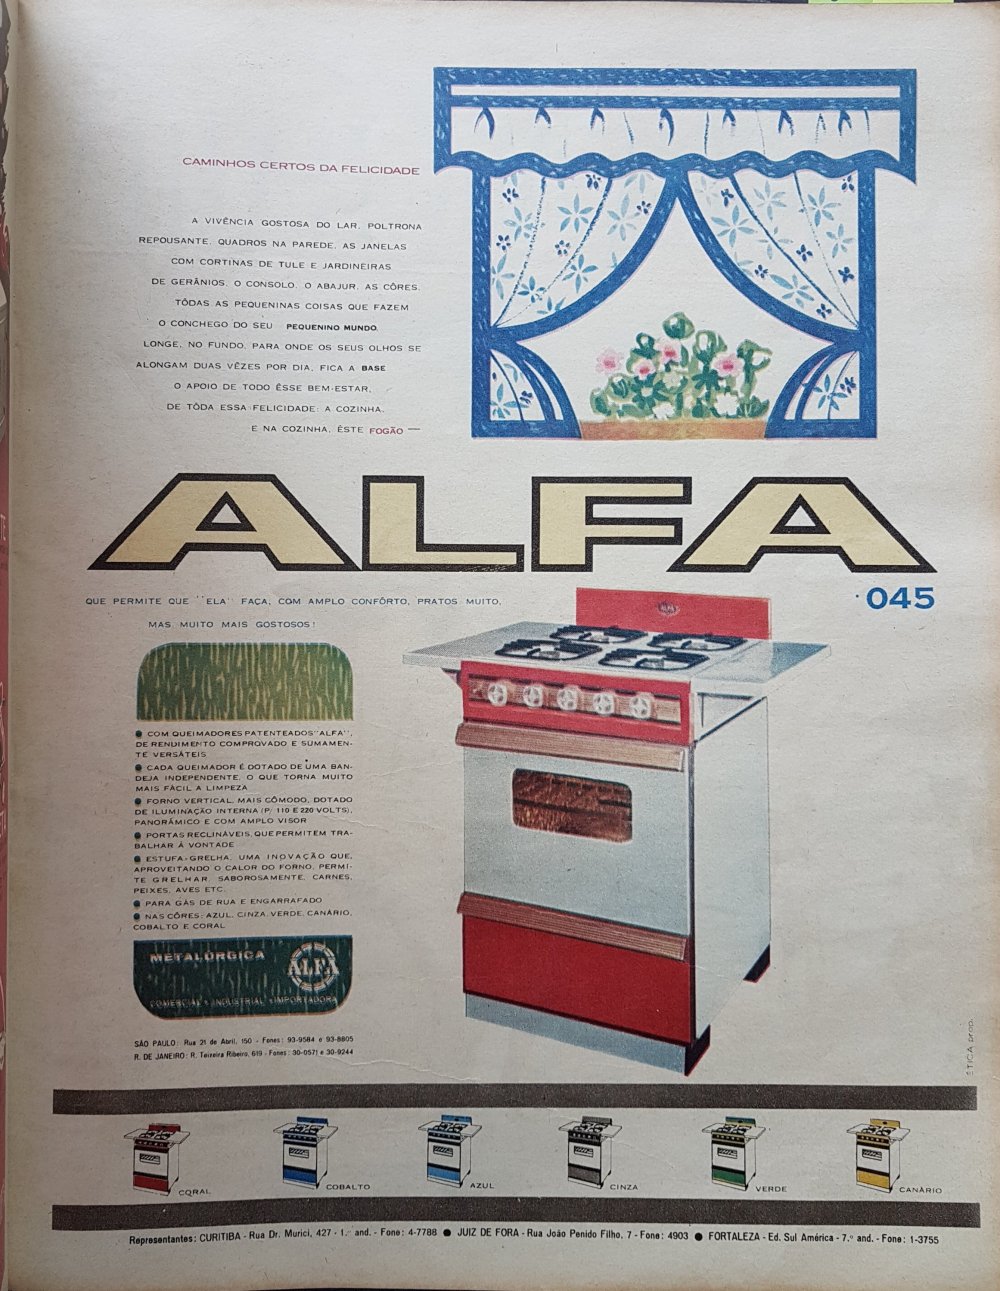 CAMINHOS CERTOS DA FELICIDADE
A VIVÊNCIA GOSTOSA DO LAR. POLTRONA
REPOUSANTE. QUADROS NA PAREDE. AS JANELAS
COM CORTINAS DE TULE E JARDINEIRAS
DE GERÂNIOS. O CONSOLO. O ABAJUR. AS CÔRES.
TÔDAS AS PEQUENINAS COISAS QUE FAZEM
O CONCHEGO DO SEU PEQUENINO MUNDO.
LONGE, NO FUNDO, PARA ONDE OS SEUS OLHOS SE
ALONGAM DUAS VÊZES POR DIA, FICA A BASE
O APOIO DE TODO ÊSSE BEM-ESTAR,
DE TÔDA ESSA FELICIDADE: A COZINHA.
E NA COZINHA, ÊSTE FOGÃO —
ALFA
045
QUE PERMITE QUE "ELA" FAÇA, COM AMPLO CONFÔRTO, PRATOS MUITO,
MAS MUITO MAIS GOSTOSOS!
ALFA
● COM QUEIMADORES PATENTEADOS "ALFA",
DE RENDIMENTO COMPROVADO E SUMAMEN-
TE VERSÁTEIS
● CADA QUEIMADOR É DOTADO DE UMA BAN-
DEJA INDEPENDENTE, O QUE TORNA MUITO
MAIS FÁCIL A LIMPEZA
● FORNO VERTICAL, MAIS CÔMODO, DOTADO
DE ILUMINAÇÃO INTERNA (P/ 110 E 220 VOLTS),
PANORÂMICO E COM AMPLO VISOR
● PORTAS RECLINÁVEIS, QUE PERMITEM TRA-
BALHAR À VONTADE
● ESTUFA-GRELHA, UMA INOVAÇÃO QUE,
APROVEITANDO O CALOR DO FORNO, PERMI-
TE GRELHAR, SABOROSAMENTE, CARNES,
PEIXES, AVES ETC.
● PARA GÁS DE RUA E ENGARRAFADO
● NAS CÔRES: AZUL, CINZA, VERDE, CANÁRIO,
COBALTO E CORAL
METALÚRGICA
ALFA
COMERCIAL • INDUSTRIAL • IMPORTADORA
SÃO PAULO: Rua 21 de Abril, 150 - Fones: 93-9584 e 93-8805
R. DE JANEIRO: R. Teixeira Ribeiro, 619 - Fones: 30-0571 e 30-9244
ÉTICA prop.
CORAL
COBALTO
AZUL
CINZA
VERDE
CANÁRIO
Representantes: CURITIBA - Rua Dr. Murici, 427 - 1.º and. - Fone: 4-7788 ● JUIZ DE FORA - Rua João Penido Filho, 7 - Fone: 4903 ● FORTALEZA - Ed. Sul América - 7.º and. - Fone: 1-3755